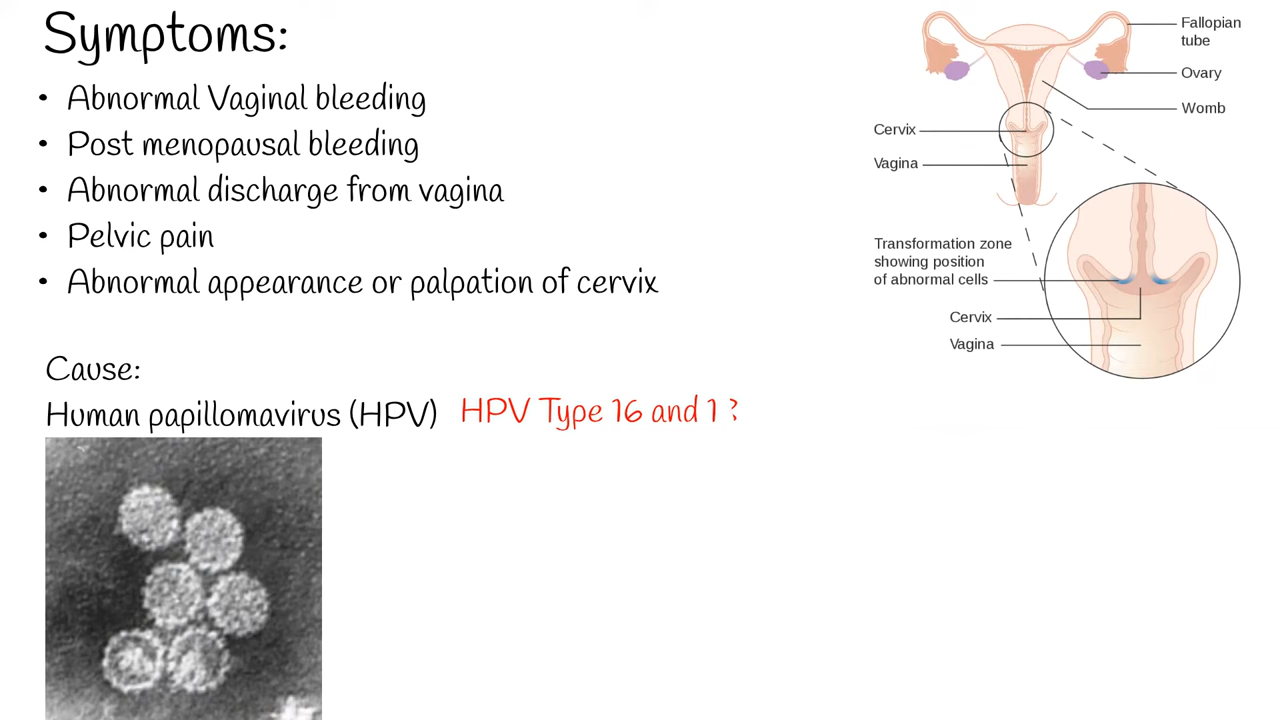 Symptoms:
• Abnormal Vaginal bleeding
• Post menopausal bleeding
• Abnormal discharge from vagina
• Pelvic pain
• Abnormal appearance or palpation of cervix
Cause:
Human papillomavirus (HPV) HPV Type 16 and 1 ?
Fallopian
tube
Ovary
Womb
Cervix
Vagina
Transformation zone
showing position
of abnormal cells
Cervix
Vagina